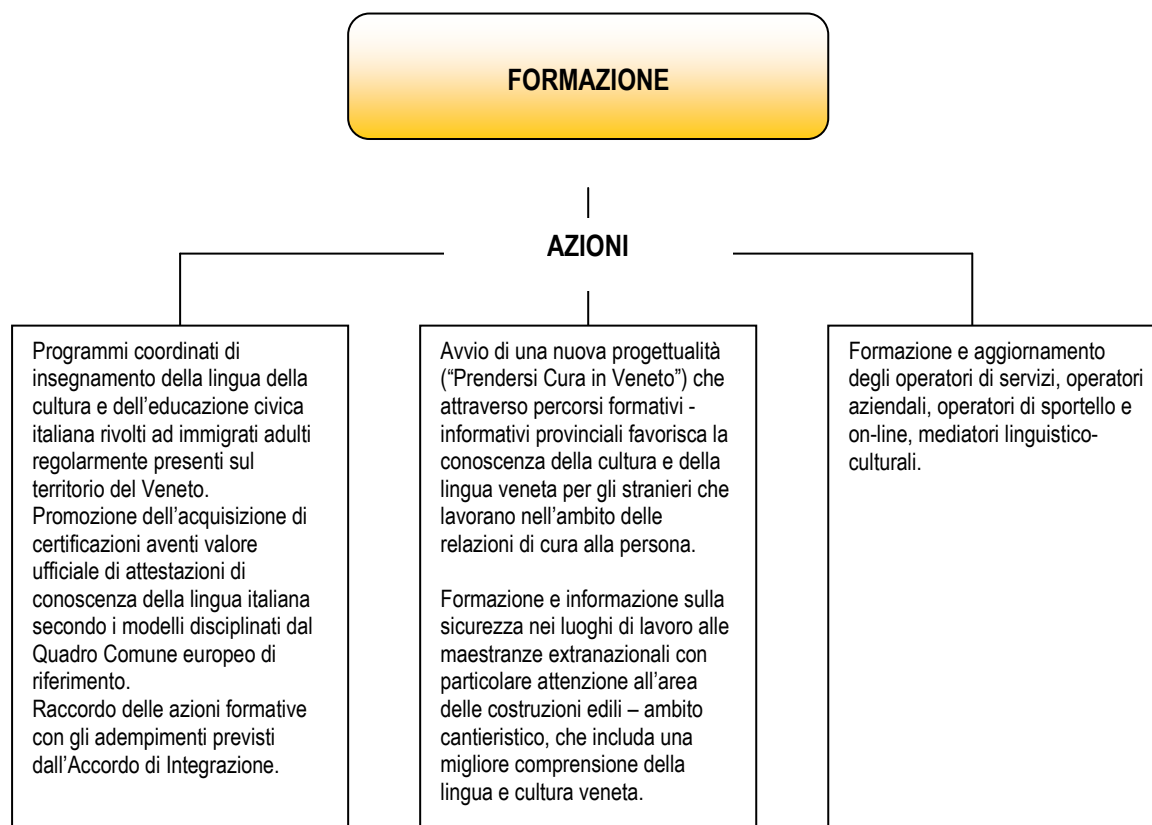 FORMAZIONE
AZIONI
Programmi coordinati di
insegnamento della lingua della
cultura e dell’educazione civica
italiana rivolti ad immigrati adulti
regolarmente presenti sul
territorio del Veneto.
Promozione dell’acquisizione di
certificazioni aventi valore
ufficiale di attestazioni di
conoscenza della lingua italiana
secondo i modelli disciplinati dal
Quadro Comune europeo di
riferimento.
Raccordo delle azioni formative
con gli adempimenti previsti
dall’Accordo di Integrazione.
Avvio di una nuova progettualità
(“Prendersi Cura in Veneto”) che
attraverso percorsi formativi -
informativi provinciali favorisca la
conoscenza della cultura e della
lingua veneta per gli stranieri che
lavorano nell’ambito delle
relazioni di cura alla persona.
Formazione e informazione sulla
sicurezza nei luoghi di lavoro alle
maestranze extranazionali con
particolare attenzione all’area
delle costruzioni edili – ambito
cantieristico, che includa una
migliore comprensione della
lingua e cultura veneta.
Formazione e aggiornamento
degli operatori di servizi, operatori
aziendali, operatori di sportello e
on-line, mediatori linguistico-
culturali.